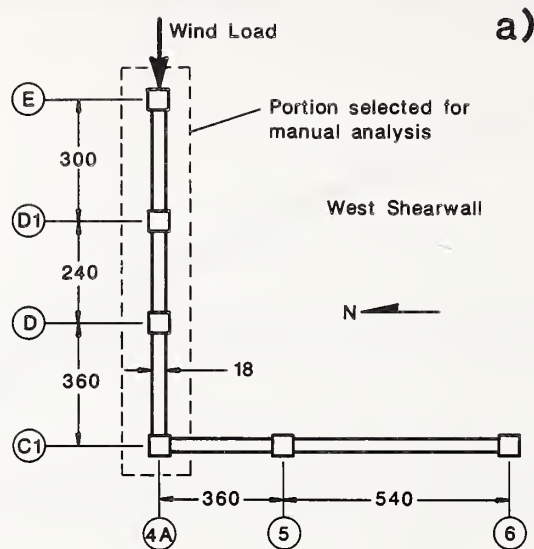 a)
Wind Load
E
Portion selected for
manual analysis
300
West Shearwall
D1
240
N
D
18
360
C1
360
540
4A
5
6